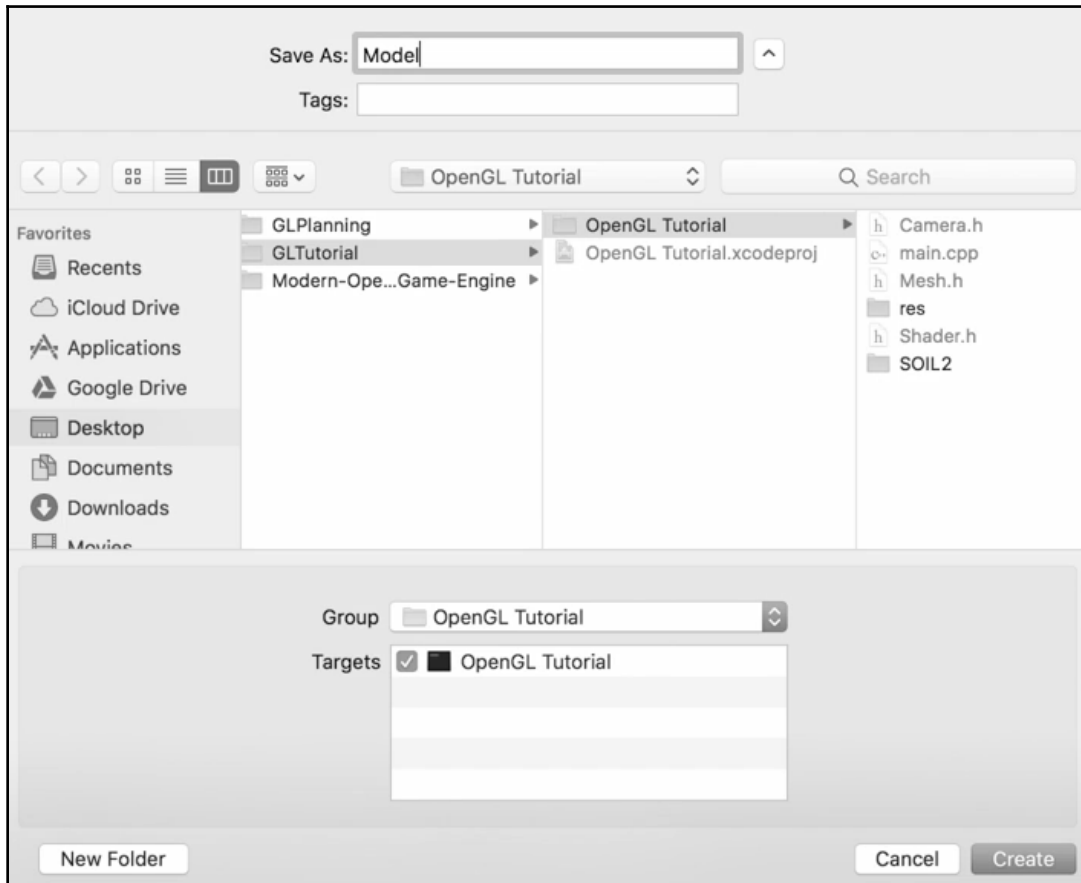 Save As: Model
Tags:
OpenGL Tutorial
Search
Favorites
Recents
iCloud Drive
Applications
Google Drive
Desktop
Documents
Downloads
Movies
GLPlanning
GLTutorial
Modern-Ope...Game-Engine
OpenGL Tutorial
OpenGL Tutorial.xcodeproj
h Camera.h
c+ main.cpp
h Mesh.h
res
h Shader.h
SOIL2
Group OpenGL Tutorial
Targets OpenGL Tutorial
New Folder
Cancel
Create